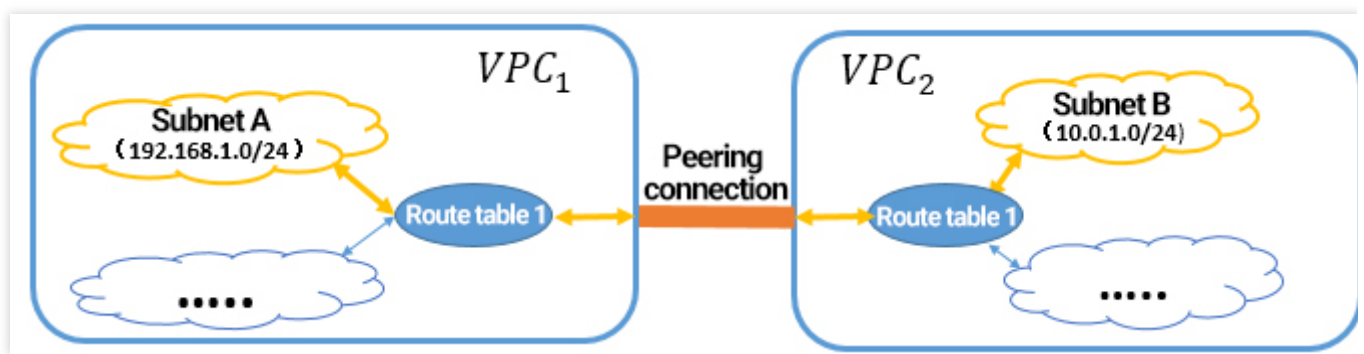 VPC₁
Subnet A
(192.168.1.0/24)
Route table 1
•••••
Peering
connection
VPC₂
Subnet B
(10.0.1.0/24)
Route table 1
•••••